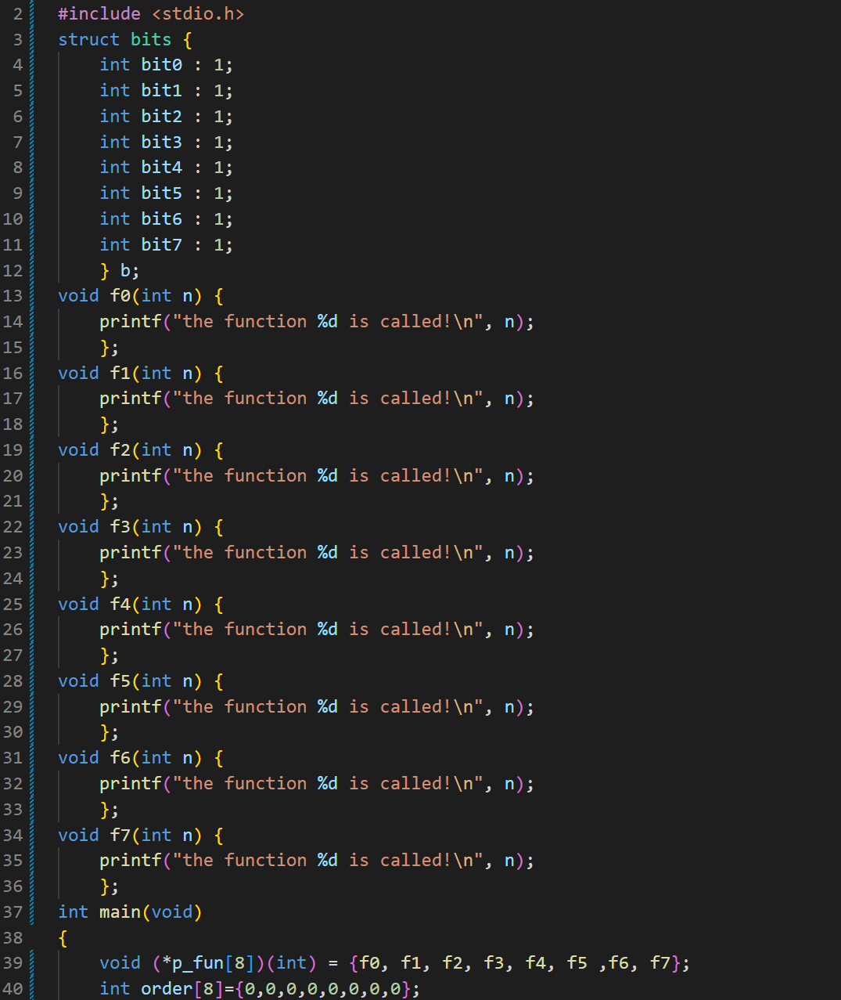 2 #include <stdio.h>
3 struct bits {
4 int bit0 : 1;
5 int bit1 : 1;
6 int bit2 : 1;
7 int bit3 : 1;
8 int bit4 : 1;
9 int bit5 : 1;
10 int bit6 : 1;
11 int bit7 : 1;
12 } b;
13 void f0(int n) {
14 printf("the function %d is called!\n", n);
15 };
16 void f1(int n) {
17 printf("the function %d is called!\n", n);
18 };
19 void f2(int n) {
20 printf("the function %d is called!\n", n);
21 };
22 void f3(int n) {
23 printf("the function %d is called!\n", n);
24 };
25 void f4(int n) {
26 printf("the function %d is called!\n", n);
27 };
28 void f5(int n) {
29 printf("the function %d is called!\n", n);
30 };
31 void f6(int n) {
32 printf("the function %d is called!\n", n);
33 };
34 void f7(int n) {
35 printf("the function %d is called!\n", n);
36 };
37 int main(void)
38 {
39 void (*p_fun[8])(int) = {f0, f1, f2, f3, f4, f5 ,f6, f7};
40 int order[8]={0,0,0,0,0,0,0,0};